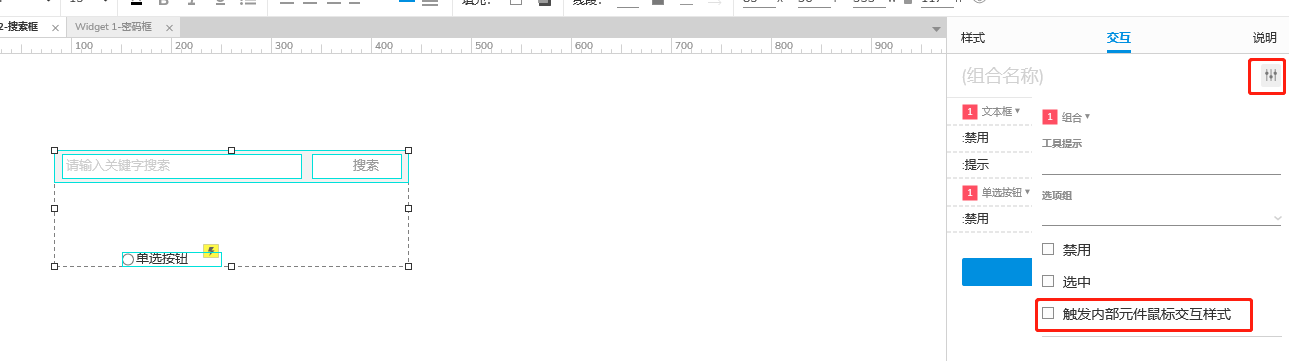 填充：
线段：
2-搜索框 ×
Widget 1-密码框 ×
100 200 300 400 500 600 700 800 900
样式 交互 说明
(组合名称)
1 文本框
:禁用
:提示
1 单选按钮
:禁用
1 组合
工具提示
选项组
禁用
选中
触发内部元件鼠标交互样式
请输入关键字搜索 搜索
单选按钮